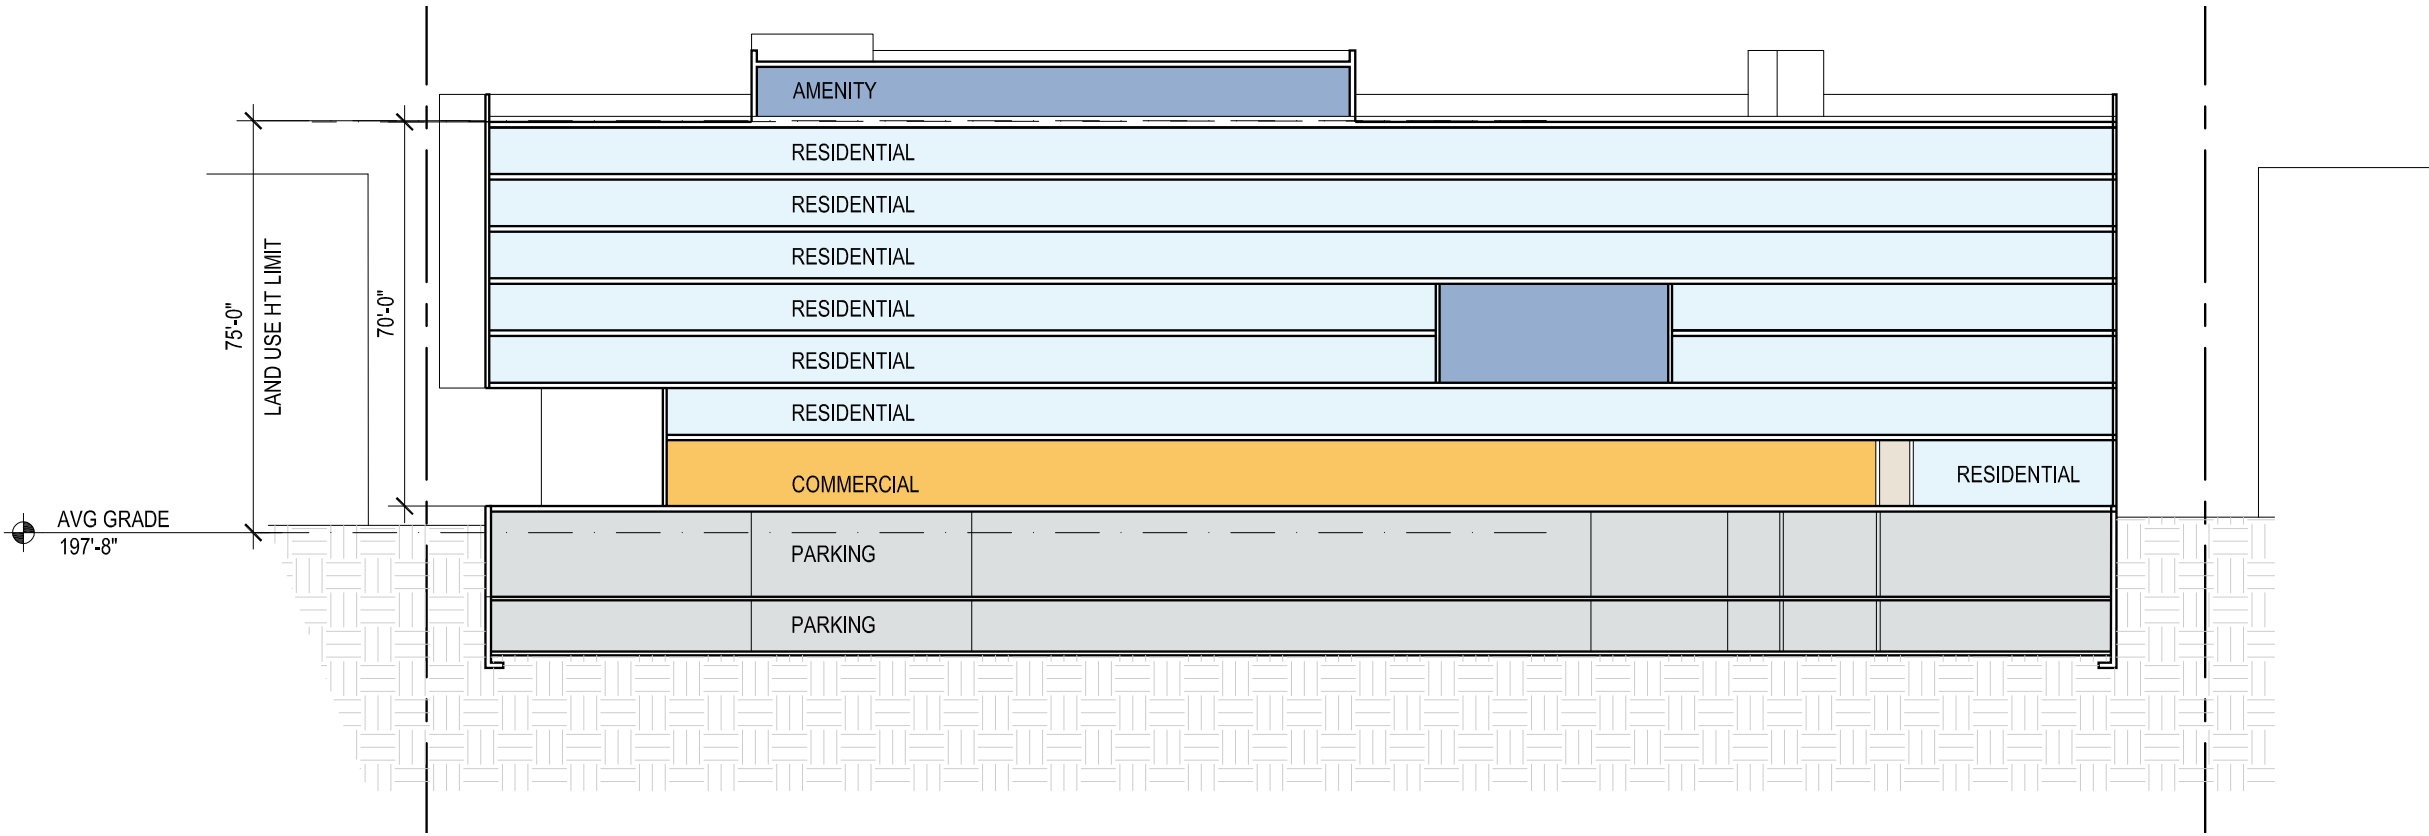 AMENITY
RESIDENTIAL
RESIDENTIAL
RESIDENTIAL
RESIDENTIAL
RESIDENTIAL
RESIDENTIAL
COMMERCIAL
RESIDENTIAL
PARKING
PARKING
75'-0"
LAND USE HT LIMIT
70'-0"
AVG GRADE
197'-8"